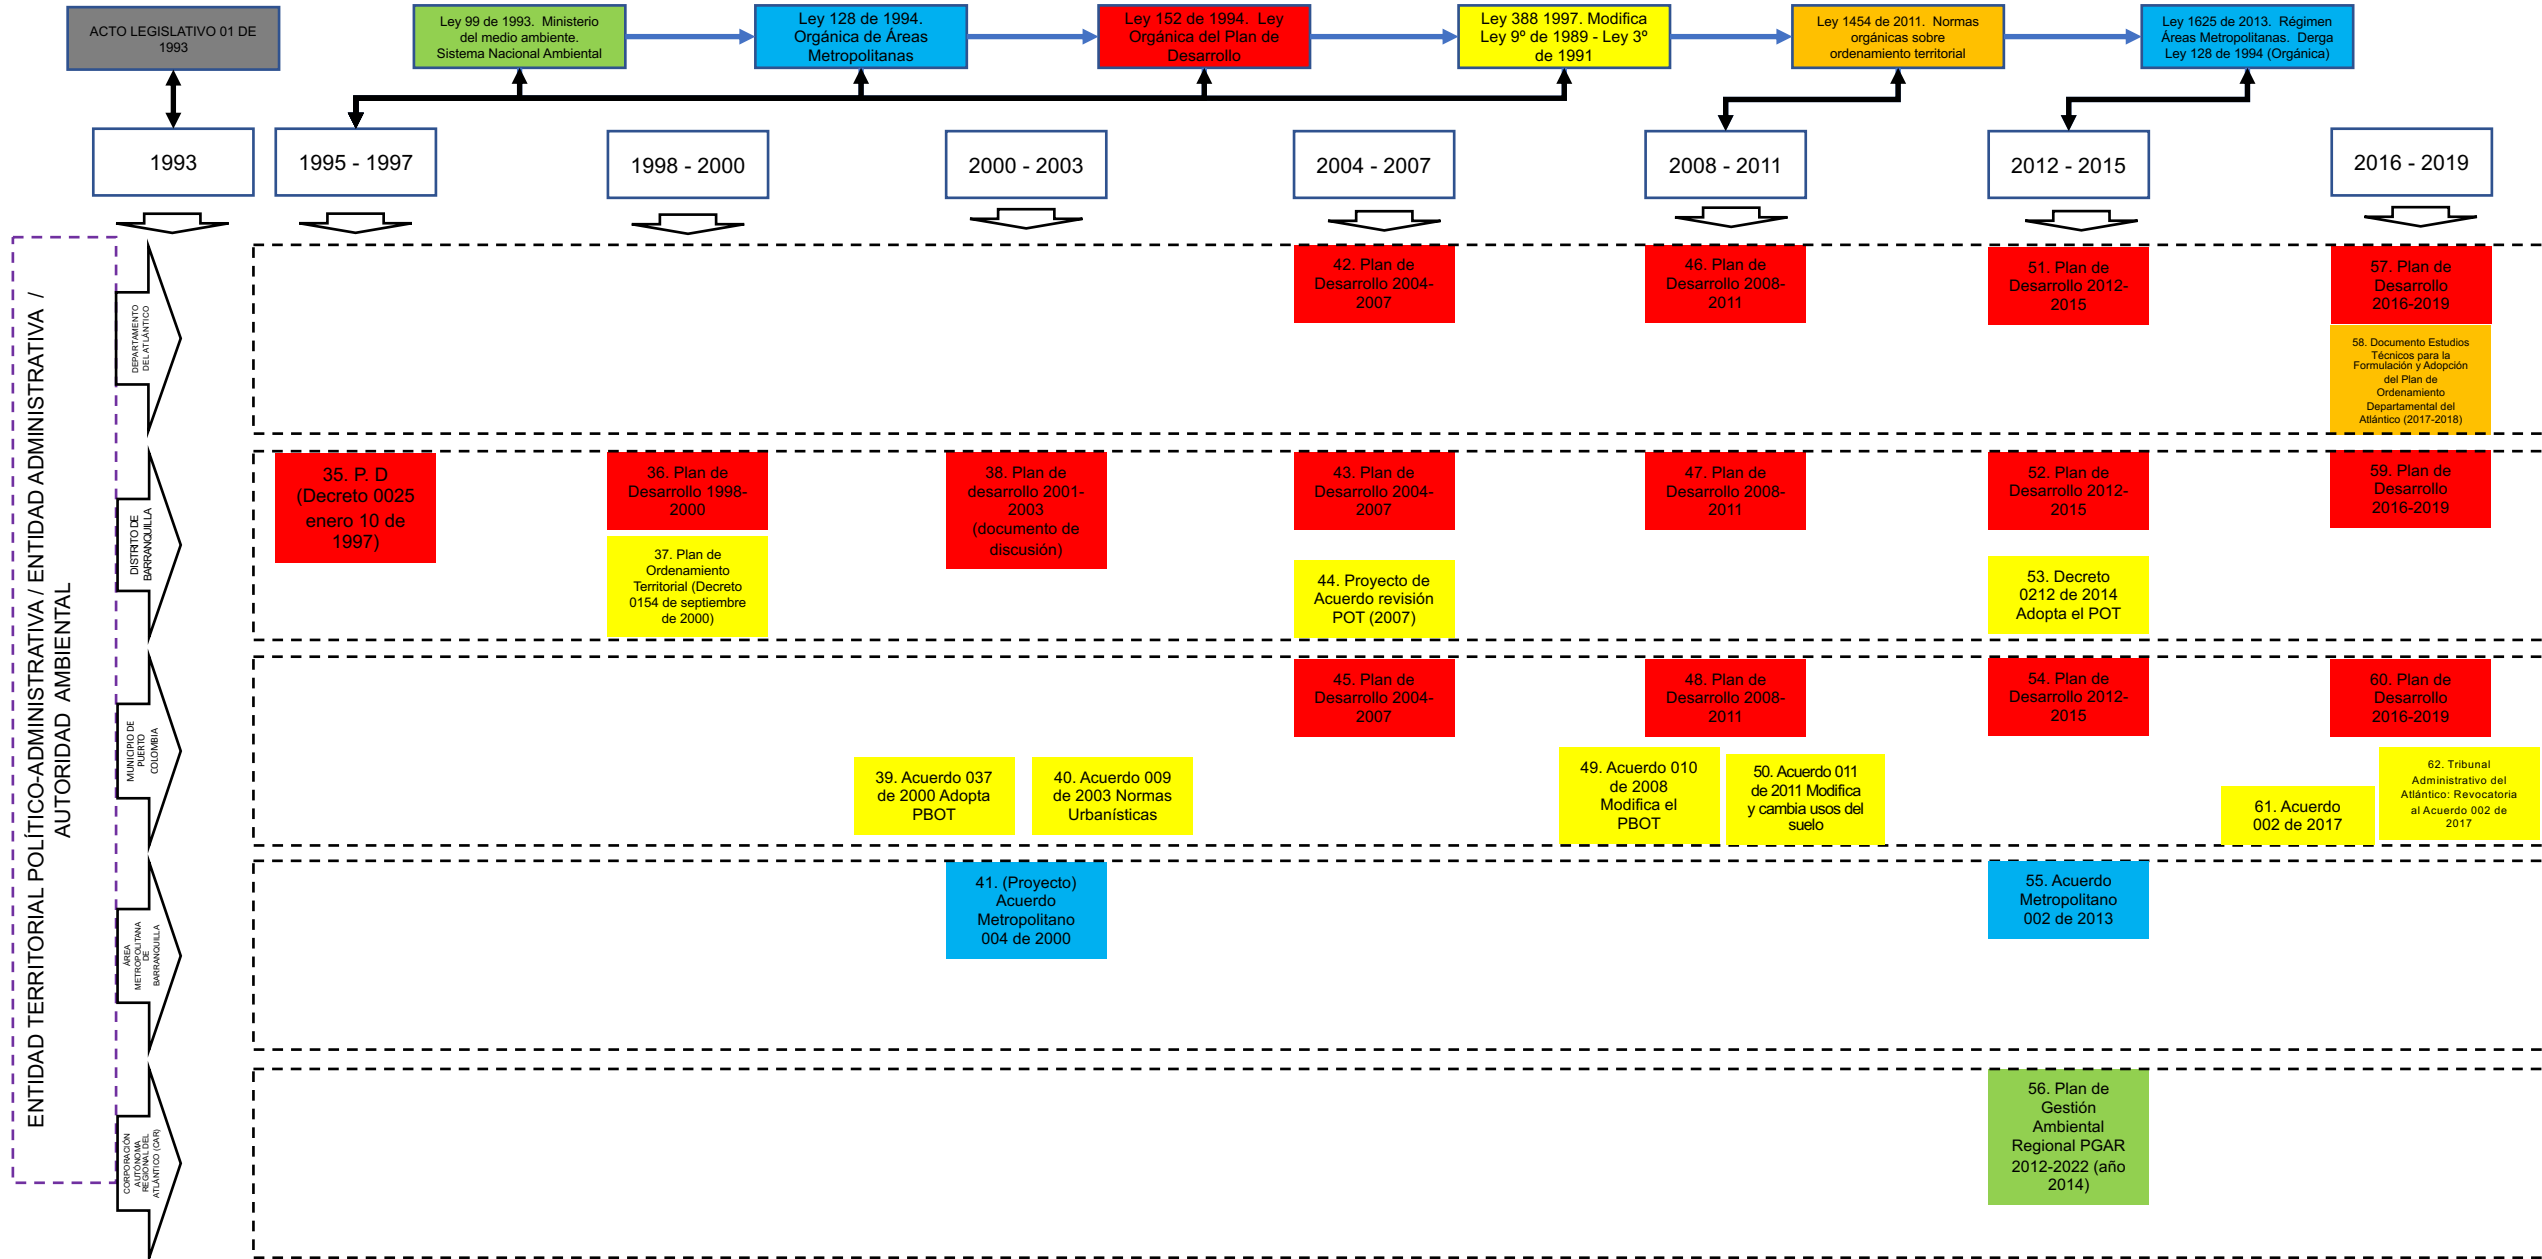 ACTO LEGISLATIVO 01 DE
1993
Ley 99 de 1993. Ministerio
del medio ambiente.
Sistema Nacional Ambiental
Ley 128 de 1994.
Orgánica de Áreas
Metropolitanas
Ley 152 de 1994. Ley
Orgánica del Plan de
Desarrollo
Ley 388 1997. Modifica
Ley 9º de 1989 - Ley 3º
de 1991
Ley 1454 de 2011. Normas
orgánicas sobre
ordenamiento territorial
Ley 1625 de 2013. Régimen
Áreas Metropolitanas. Derga
Ley 128 de 1994 (Orgánica)
1993
1995 - 1997
1998 - 2000
2000 - 2003
2004 - 2007
2008 - 2011
2012 - 2015
2016 - 2019
ENTIDAD TERRITORIAL POLÍTICO-ADMINISTRATIVA / ENTIDAD ADMINISTRATIVA /
AUTORIDAD AMBIENTAL
DEPARTAMENTO
DEL ATLÁNTICO
42. Plan de
Desarrollo 2004-
2007
46. Plan de
Desarrollo 2008-
2011
51. Plan de
Desarrollo 2012-
2015
57. Plan de
Desarrollo
2016-2019
58. Documento Estudios
Técnicos para la
Formulación y Adopción
del Plan de
Ordenamiento
Departamental del
Atlántico (2017-2018)
DISTRITO DE
BARRANQUILLA
35. P. D
(Decreto 0025
enero 10 de
1997)
36. Plan de
Desarrollo 1998-
2000
37. Plan de
Ordenamiento
Territorial (Decreto
0154 de septiembre
de 2000)
38. Plan de
desarrollo 2001-
2003
(documento de
discusión)
43. Plan de
Desarrollo 2004-
2007
44. Proyecto de
Acuerdo revisión
POT (2007)
47. Plan de
Desarrollo 2008-
2011
52. Plan de
Desarrollo 2012-
2015
53. Decreto
0212 de 2014
Adopta el POT
59. Plan de
Desarrollo
2016-2019
MUNICIPIO DE
PUERTO
COLOMBIA
39. Acuerdo 037
de 2000 Adopta
PBOT
40. Acuerdo 009
de 2003 Normas
Urbanísticas
45. Plan de
Desarrollo 2004-
2007
48. Plan de
Desarrollo 2008-
2011
49. Acuerdo 010
de 2008
Modifica el
PBOT
50. Acuerdo 011
de 2011 Modifica
y cambia usos del
suelo
54. Plan de
Desarrollo 2012-
2015
60. Plan de
Desarrollo
2016-2019
61. Acuerdo
002 de 2017
62. Tribunal
Administrativo del
Atlántico: Revocatoria
al Acuerdo 002 de
2017
ÁREA
METROPOLITANA
DE
BARRANQUILLA
41. (Proyecto)
Acuerdo
Metropolitano
004 de 2000
55. Acuerdo
Metropolitano
002 de 2013
CORPORACIÓN
AUTÓNOMA
REGIONAL DEL
ATLÁNTICO (CAR)
56. Plan de
Gestión
Ambiental
Regional PGAR
2012-2022 (año
2014)